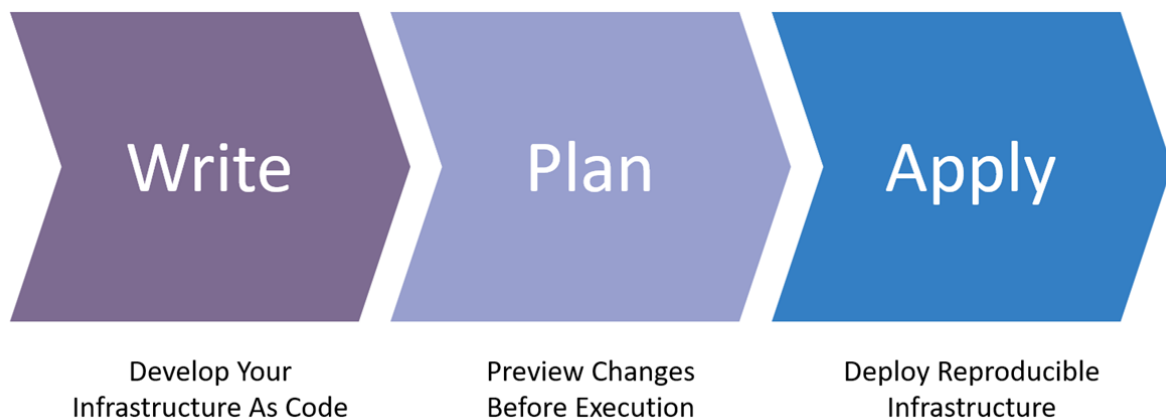 Write
Plan
Apply
Develop Your
Infrastructure As Code
Preview Changes
Before Execution
Deploy Reproducible
Infrastructure